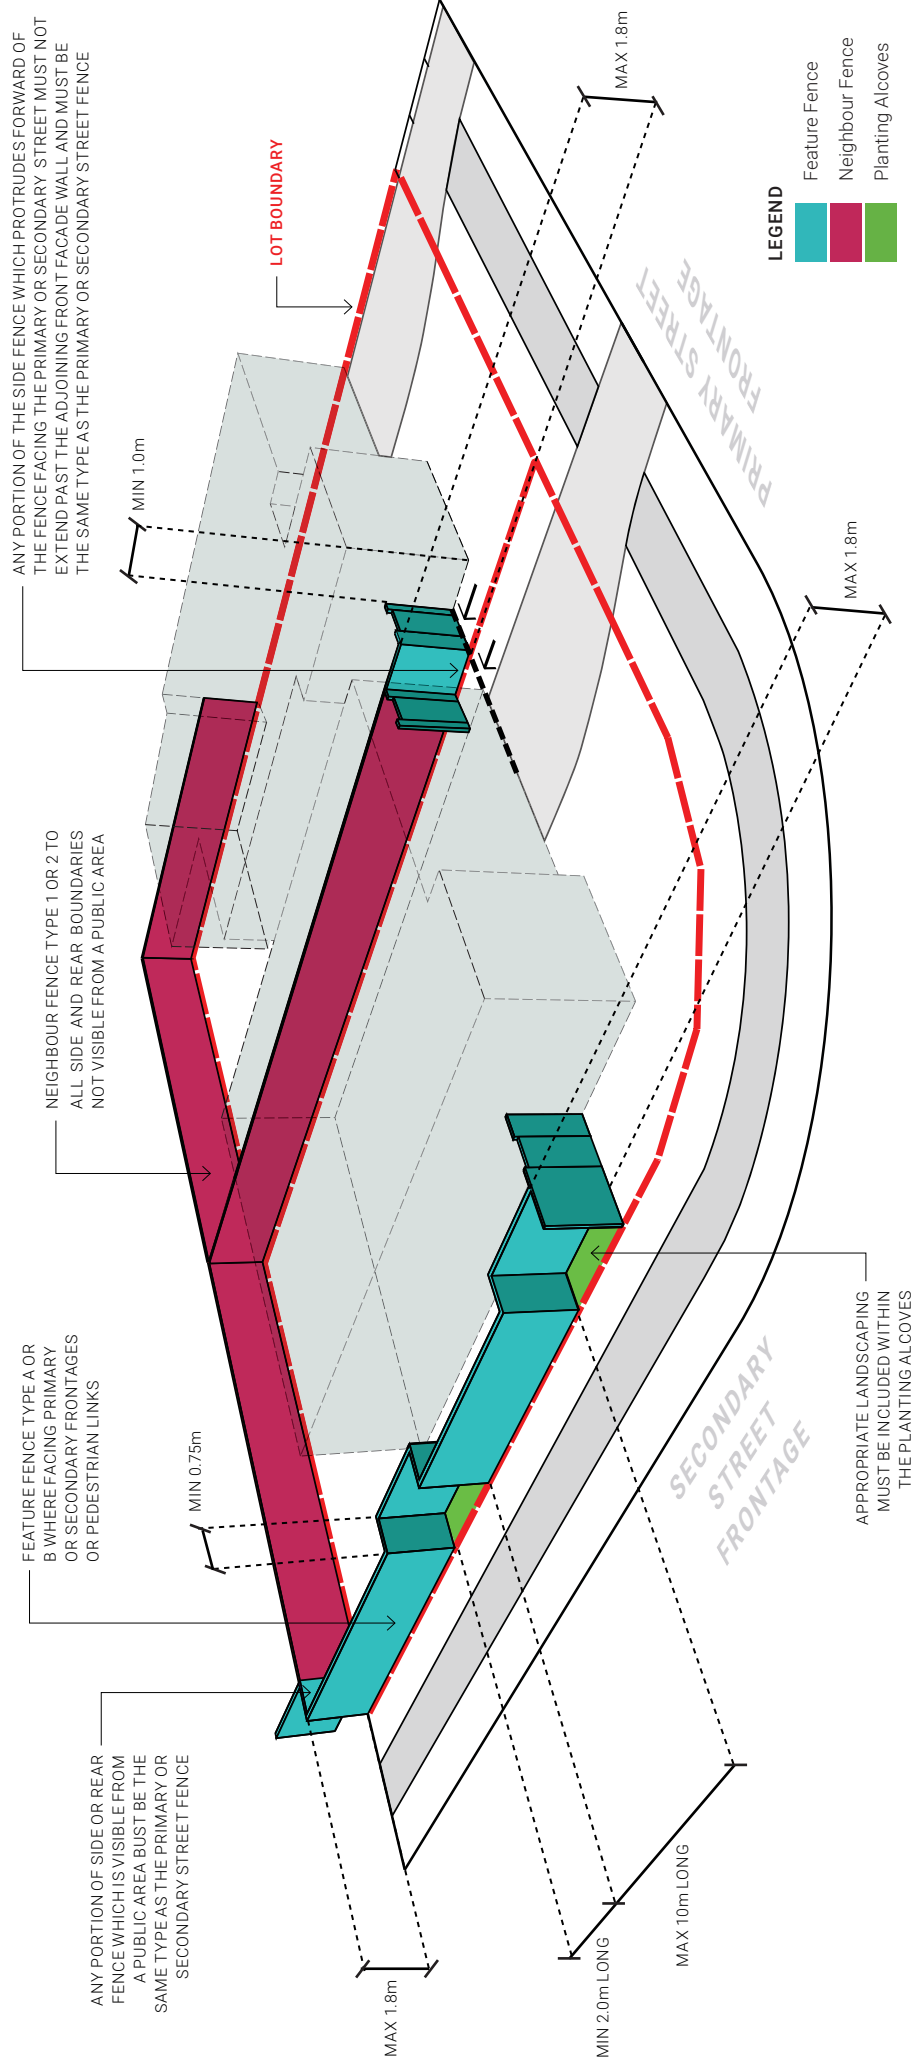 ANY PORTION OF SIDE OR REAR
FENCE WHICH IS VISIBLE FROM
A PUBLIC AREA BUST BE THE
SAME TYPE AS THE PRIMARY OR
SECONDARY STREET FENCE
FEATURE FENCE TYPE A OR
B WHERE FACING PRIMARY
OR SECONDARY FRONTAGES
OR PEDESTRIAN LINKS
NEIGHBOUR FENCE TYPE 1 OR 2 TO
ALL SIDE AND REAR BOUNDARIES
NOT VISIBLE FROM A PUBLIC AREA
ANY PORTION OF THE SIDE FENCE WHICH PROTRUDES FORWARD OF
THE FENCE FACING THE PRIMARY OR SECONDARY STREET MUST NOT
EXTEND PAST THE ADJOINING FRONT FACADE WALL AND MUST BE
THE SAME TYPE AS THE PRIMARY OR SECONDARY STREET FENCE
MIN 0.75m
MIN 1.0m
LOT BOUNDARY
MAX 1.8m
MAX 1.8m
MIN 2.0m LONG
MAX 10m LONG
SECONDARY
STREET
FRONTAGE
APPROPRIATE LANDSCAPING
MUST BE INCLUDED WITHIN
THE PLANTING ALCOVES
MAX 1.8m
PRIMARY STREET
FRONTAGE
LEGEND
Feature Fence
Neighbour Fence
Planting Alcoves